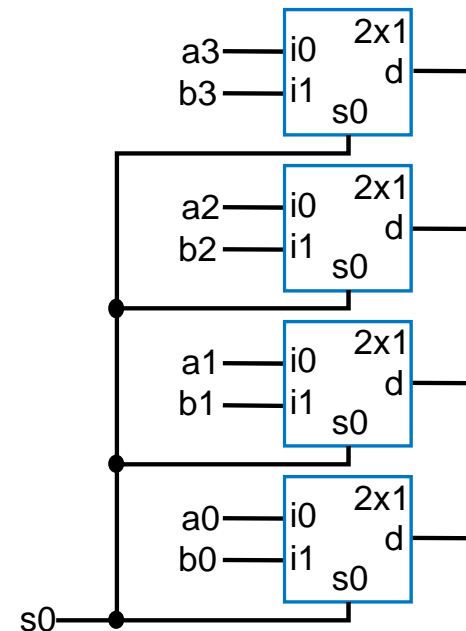 2x1
a3 i0
d
b3 i1
s0
2x1
a2 i0
d
b2 i1
s0
2x1
a1 i0
d
b1 i1
s0
2x1
a0 i0
d
b0 i1
s0
s0